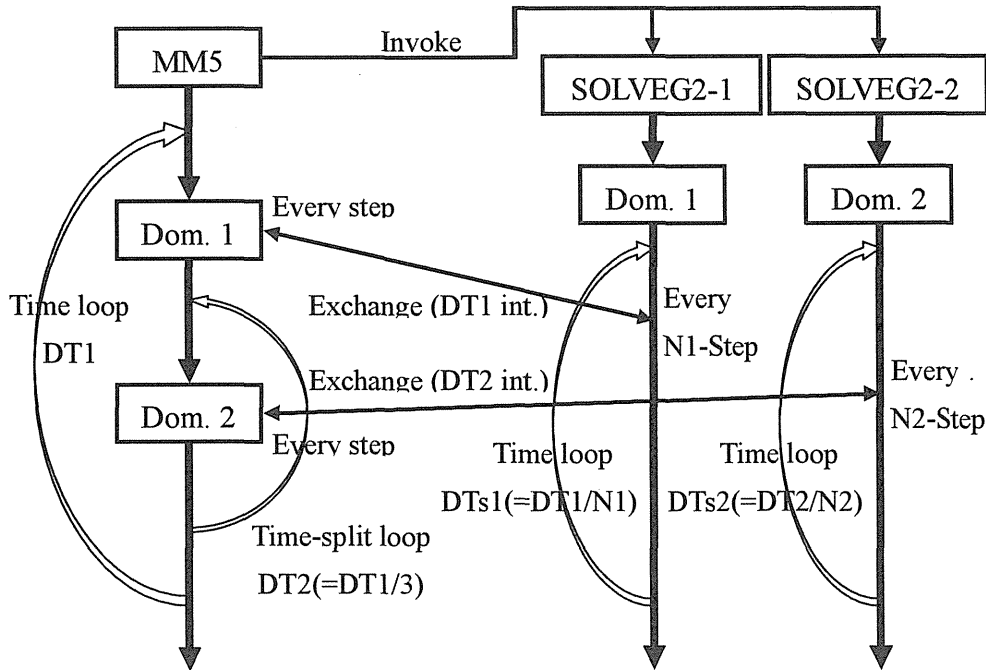 Invoke
MM5
SOLVEG2-1
SOLVEG2-2
Dom. 1
Dom. 2
Every step
Dom. 1
Time loop
DT1
Exchange (DT1 int.)
Every
N1-Step
Exchange (DT2 int.)
Every .
N2-Step
Dom. 2
Every step
Time loop
DTs1(=DT1/N1)
Time loop
DTs2(=DT2/N2)
Time-split loop
DT2(=DT1/3)